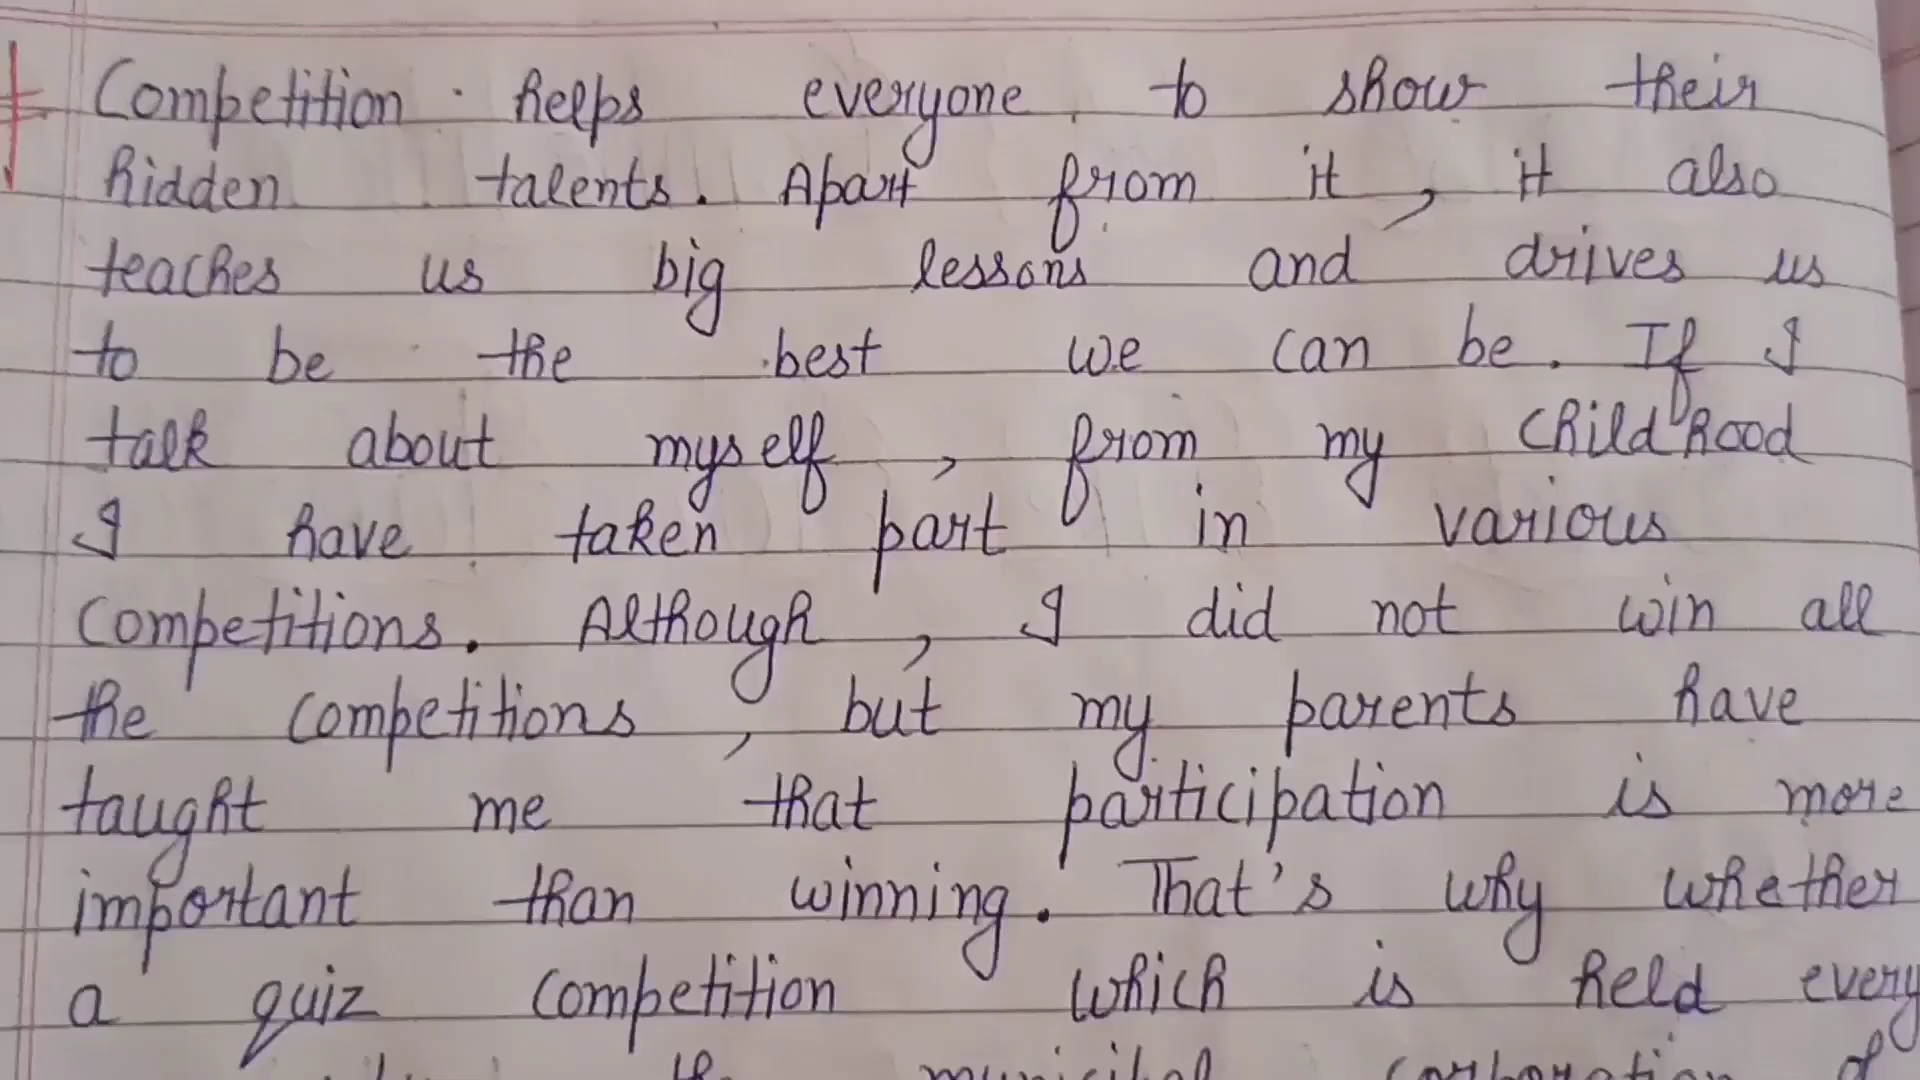 Competition helps everyone to show their
hidden talents. Apart from it, it also
teaches us big lessons and drives us
to be the best we can be. If I
talk about myself, from my childhood
I have taken part in various
competitions. Although, I did not win all
the competitions, but my parents have
taught me that participation is more
important than winning. That's why whether
a quiz competition which is held every
municipal corporation of